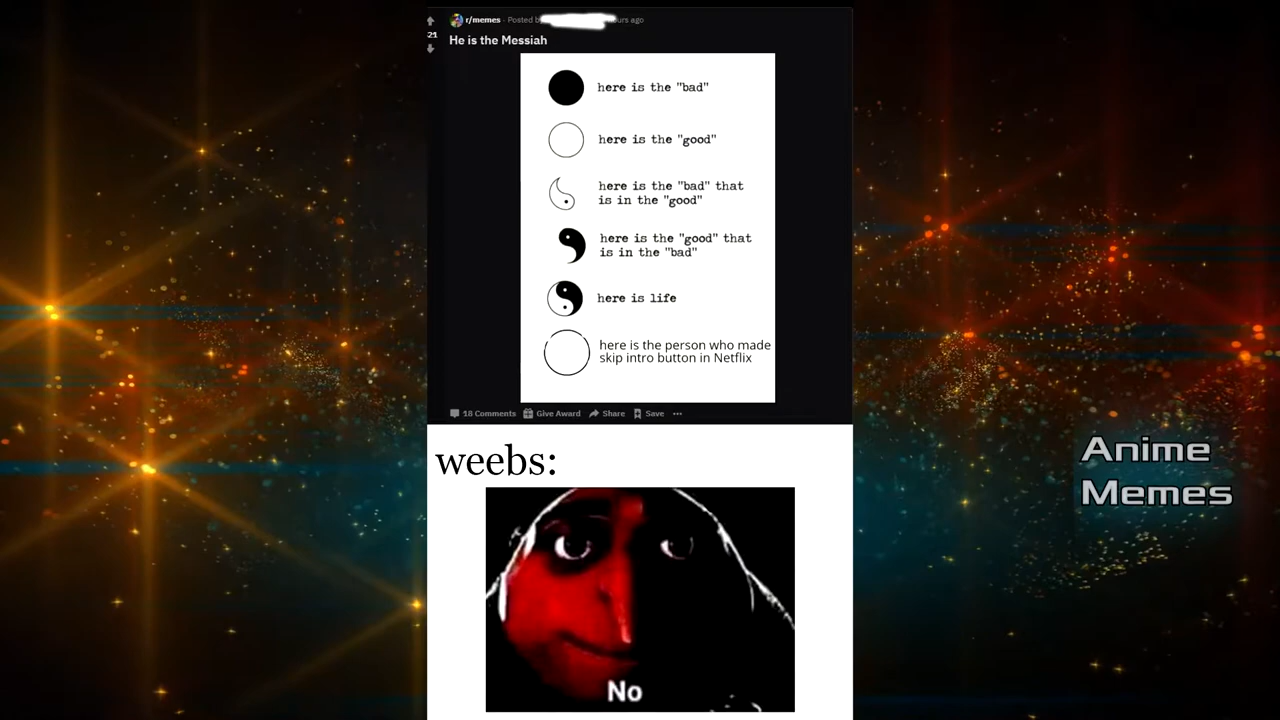 r/memes · Posted b
urs ago
21
He is the Messiah
here is the "bad"
here is the "good"
here is the "bad" that
is in the "good"
here is the "good" that
is in the "bad"
here is life
here is the person who made
skip intro button in Netflix
18 Comments Give Award Share Save ···
weebs:
Anime
Memes
No